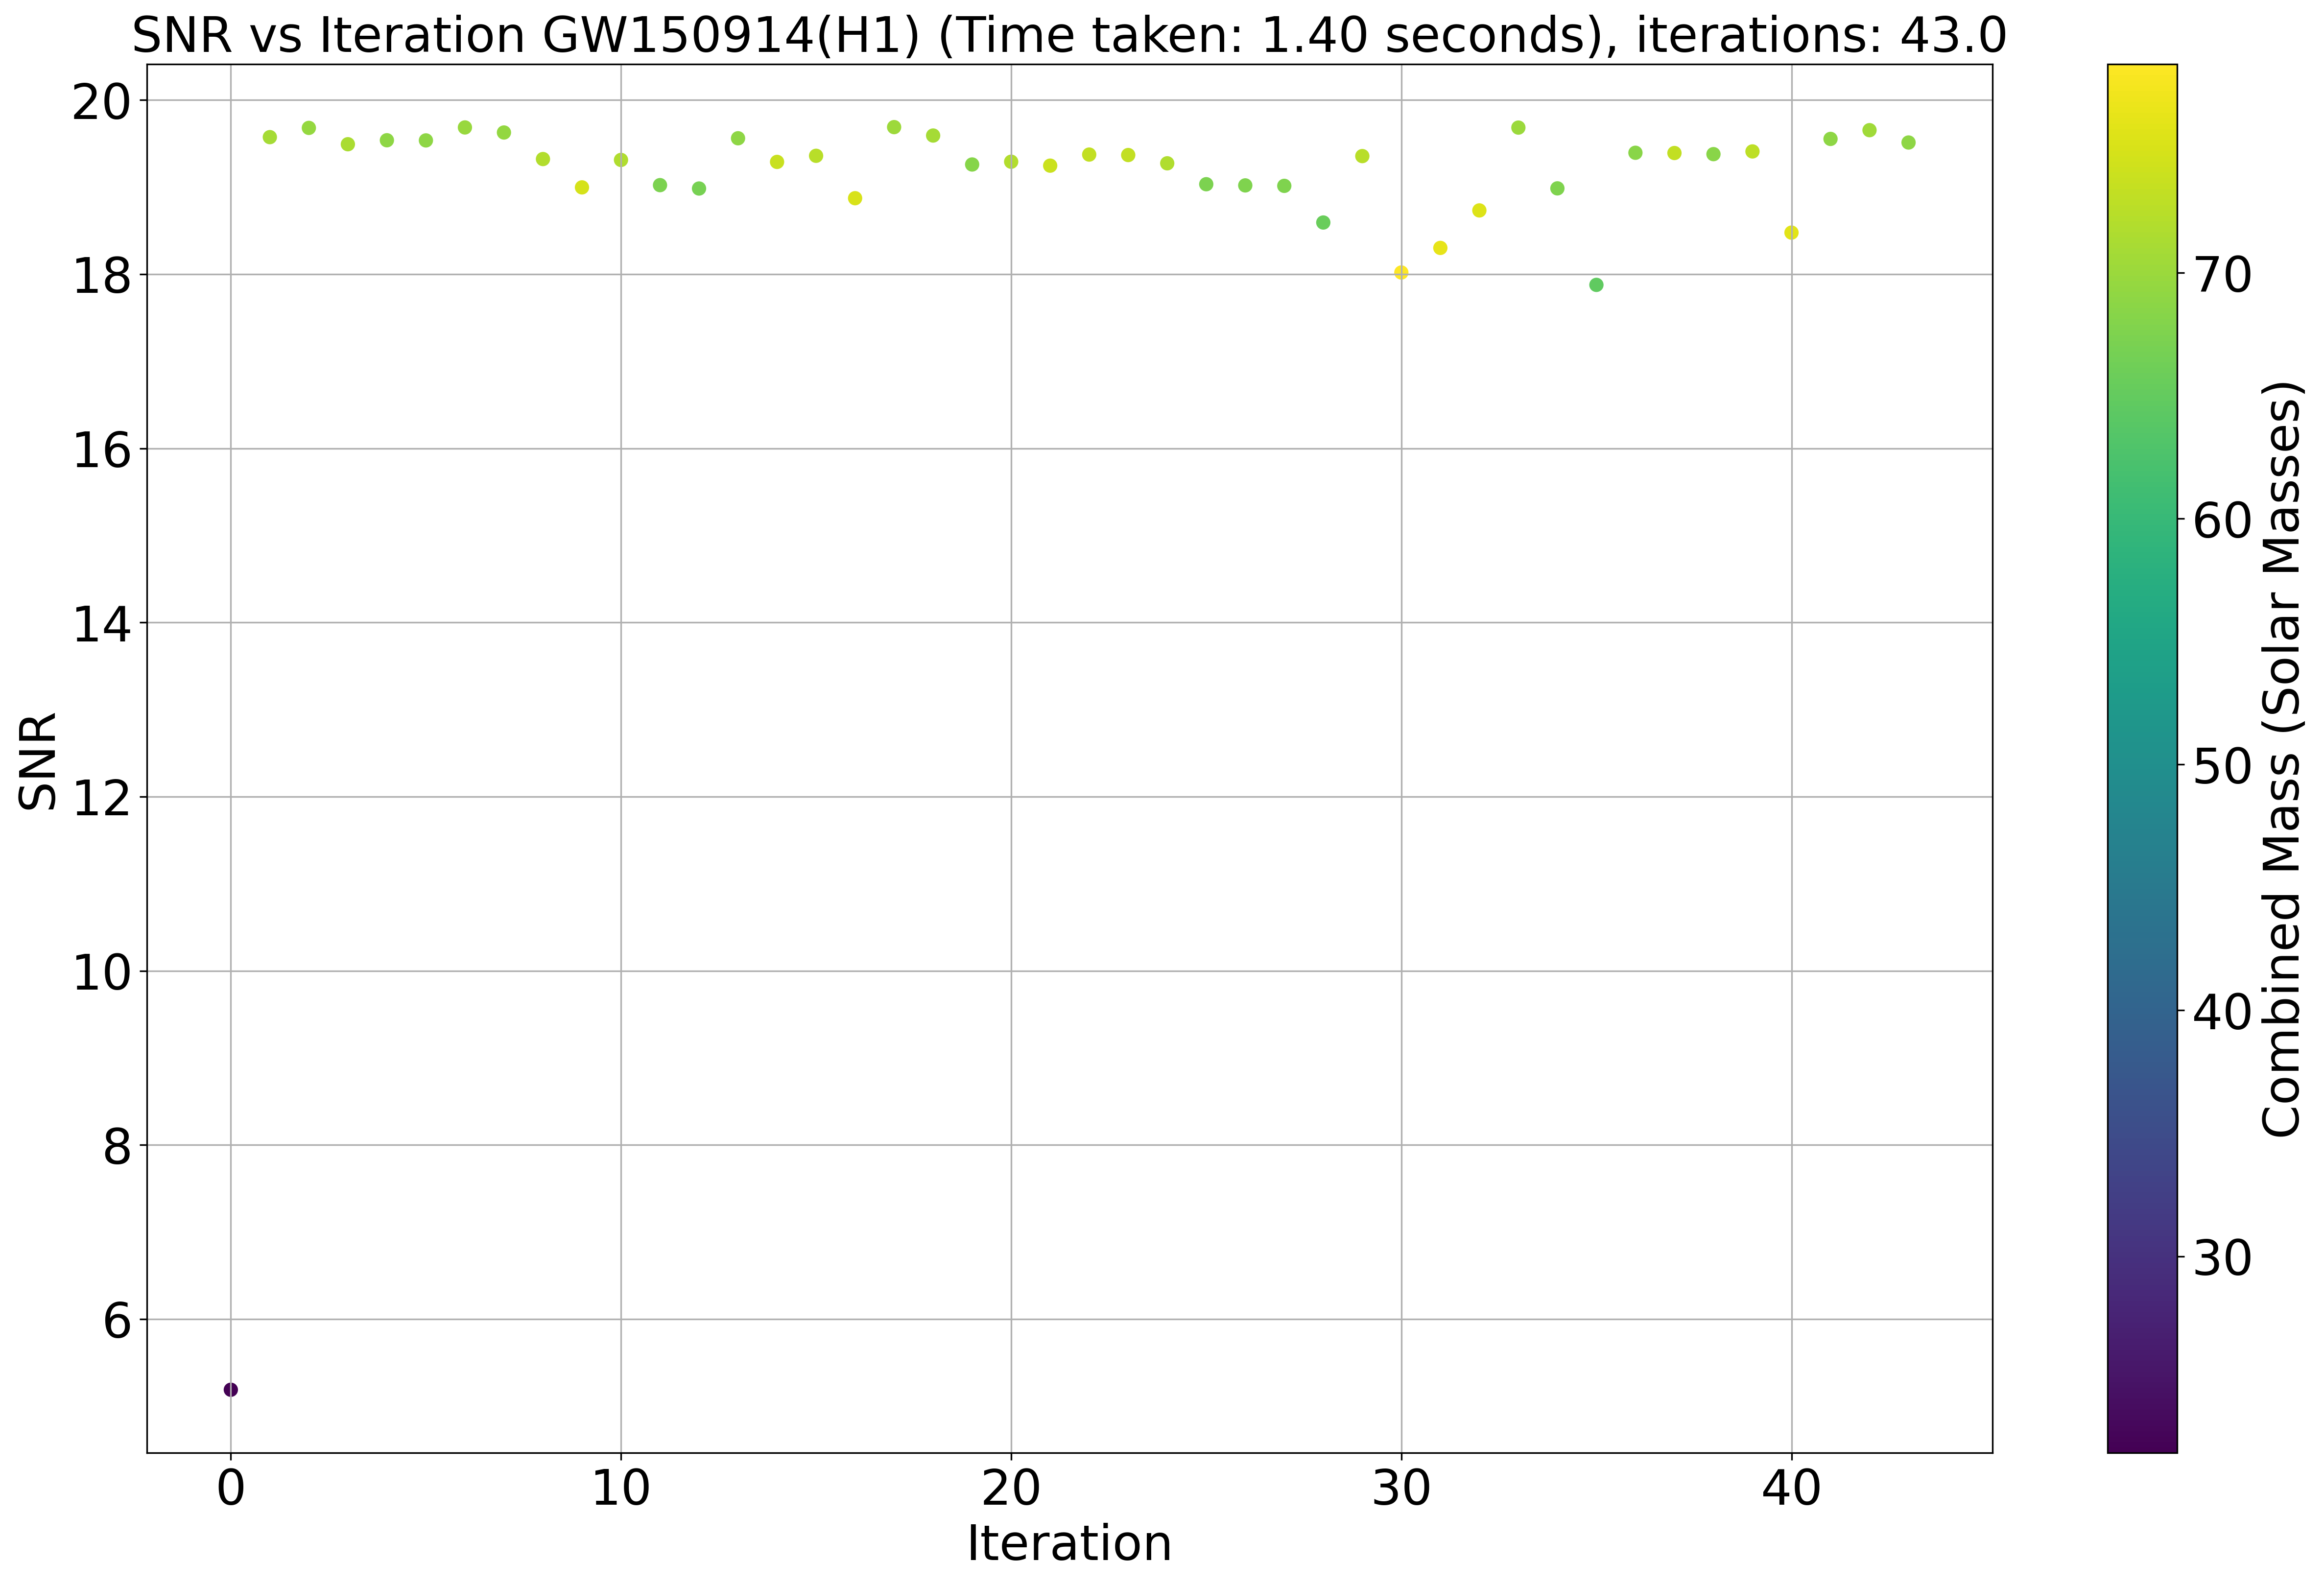 SNR vs Iteration GW150914(H1) (Time taken: 1.40 seconds), iterations: 43.0
20
18
16
14
12
10
8
6
SNR
0 10 20 30 40
Iteration
70
60
50
40
30
Combined Mass (Solar Masses)